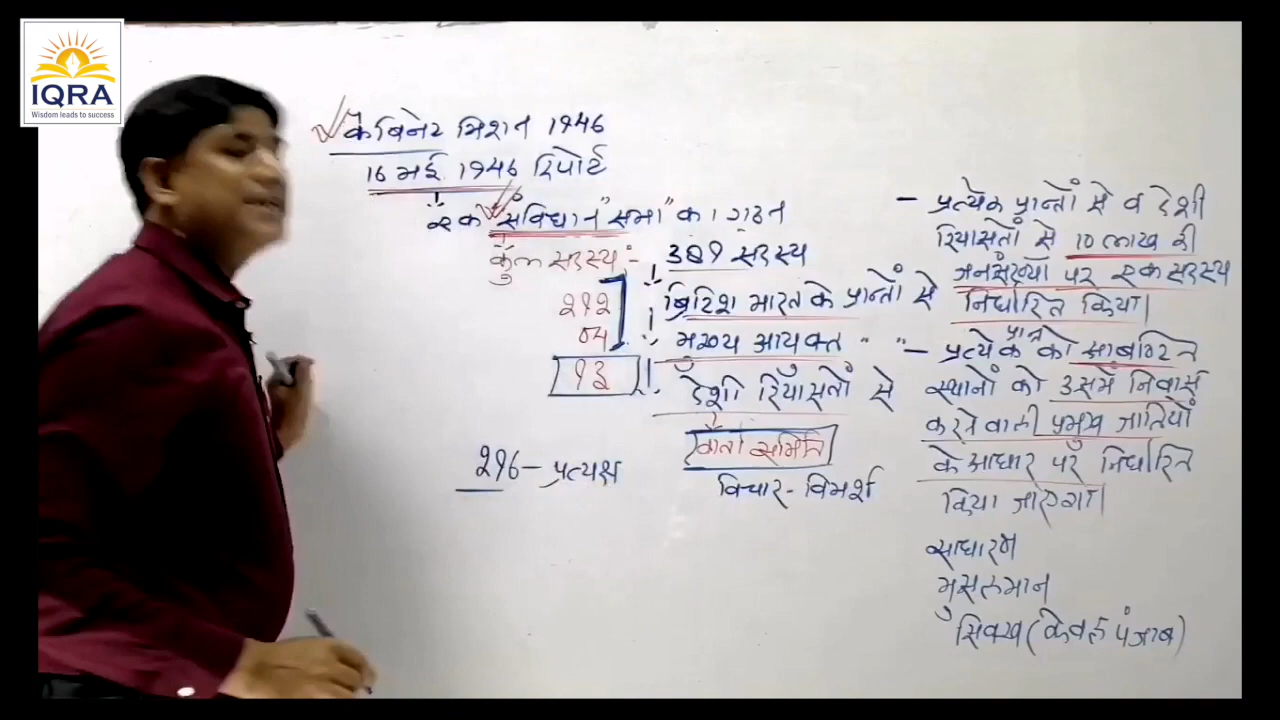 IQRA
Wisdom leads to success
कैबिनेट मिशन 1946
16 मई 1946 रिपोर्ट
एक "संविधान सभा" का गठन
कुल सदस्य :- 389 सदस्य
292 ब्रिटिश भारत के प्रान्तों से
04 मुख्य आयुक्त " "
93 देशी रियासतों से
वार्ता समिति
विचार-विमर्श
296 - प्रत्यक्ष
- प्रत्येक प्रान्तों से व देशी
रियासतों से 10 लाख की
जनसंख्या पर एक सदस्य
निर्धारित किया।
- प्रत्येक प्रान्त को आबंटित
स्थानों को उसमें निवास
करने वाली प्रमुख जातियों
के आधार पर निर्धारित
किया जाएगा।
साधारण
मुसलमान
सिक्ख (केवल पंजाब)